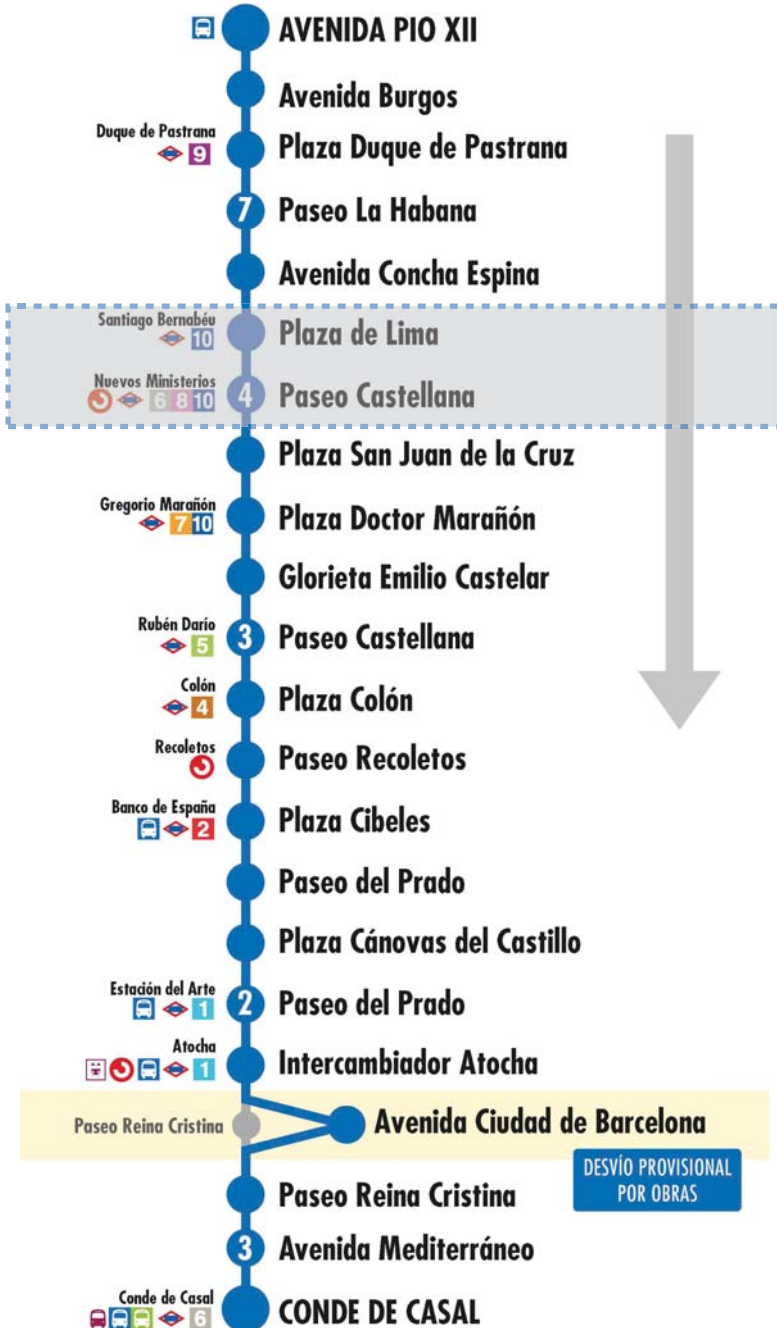 AVENIDA PIO XII
Avenida Burgos
Duque de Pastrana
9
Plaza Duque de Pastrana
7
Paseo La Habana
Avenida Concha Espina
Santiago Bernabéu
10
Plaza de Lima
Nuevos Ministerios
6 8 10
4
Paseo Castellana
Plaza San Juan de la Cruz
Gregorio Marañón
7 10
Plaza Doctor Marañón
Glorieta Emilio Castelar
Rubén Darío
5
3
Paseo Castellana
Colón
4
Plaza Colón
Recoletos
Paseo Recoletos
Banco de España
2
Plaza Cibeles
Paseo del Prado
Plaza Cánovas del Castillo
Estación del Arte
1
2
Paseo del Prado
Atocha
1
Intercambiador Atocha
Paseo Reina Cristina
Avenida Ciudad de Barcelona
DESVÍO PROVISIONAL
POR OBRAS
Paseo Reina Cristina
3
Avenida Mediterráneo
Conde de Casal
6
CONDE DE CASAL